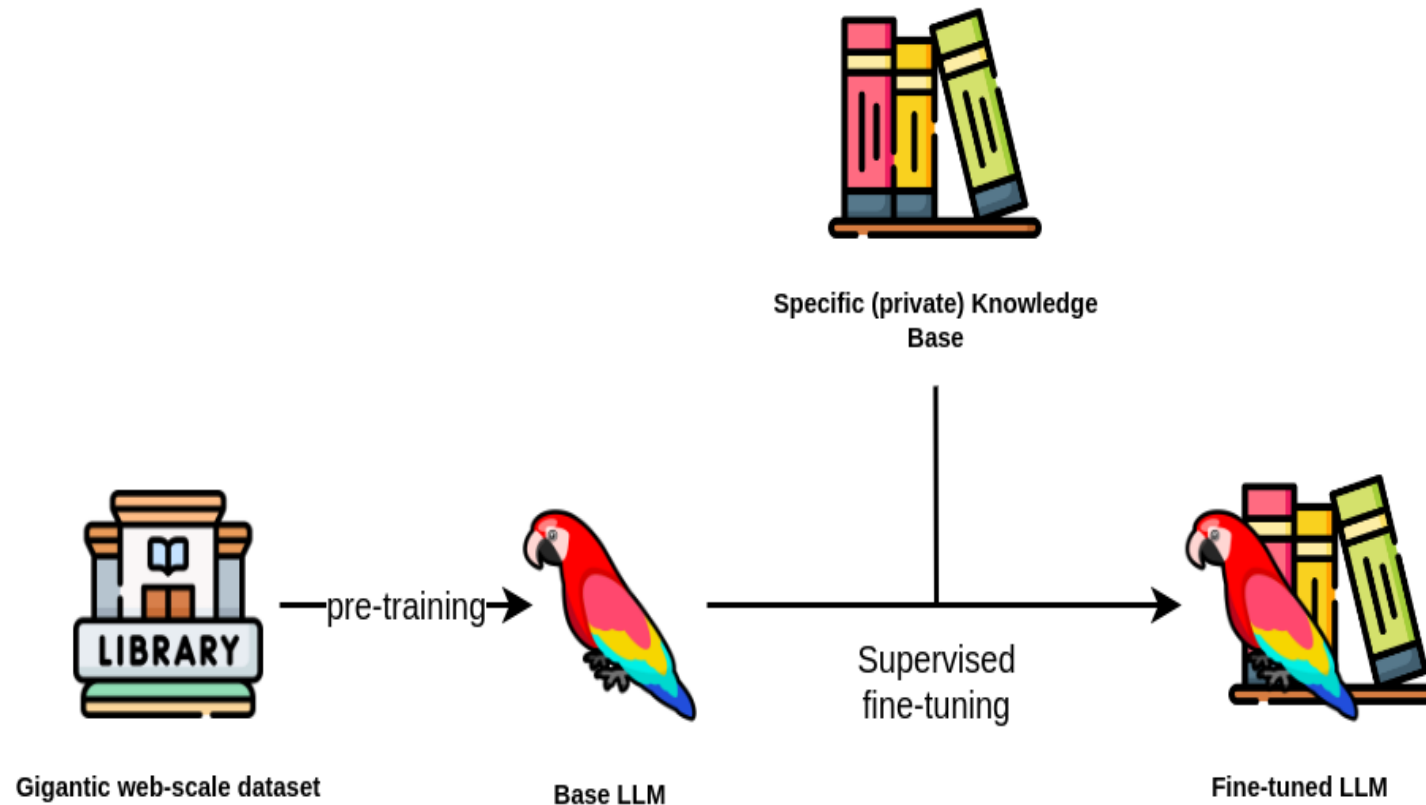 Specific (private) Knowledge
Base
LIBRARY
pre-training
Supervised
fine-tuning
Gigantic web-scale dataset
Base LLM
Fine-tuned LLM